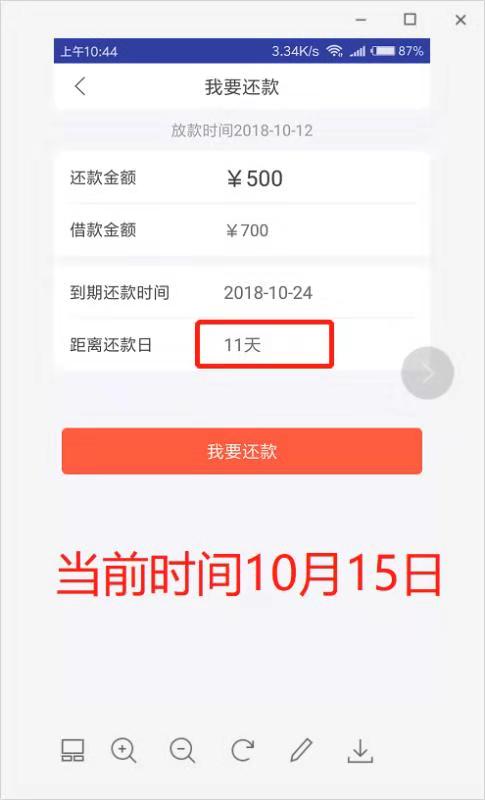 上午10:44 3.34K/s 87%
我要还款
放款时间2018-10-12
还款金额 ￥500
借款金额 ￥700
到期还款时间 2018-10-24
距离还款日 11天
我要还款
当前时间10月15日